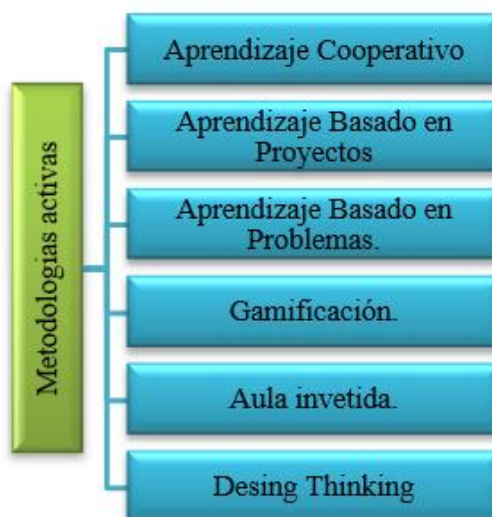 Metodologías activas
Aprendizaje Cooperativo
Aprendizaje Basado en
Proyectos
Aprendizaje Basado en
Problemas.
Gamificación.
Aula invetida.
Desing Thinking